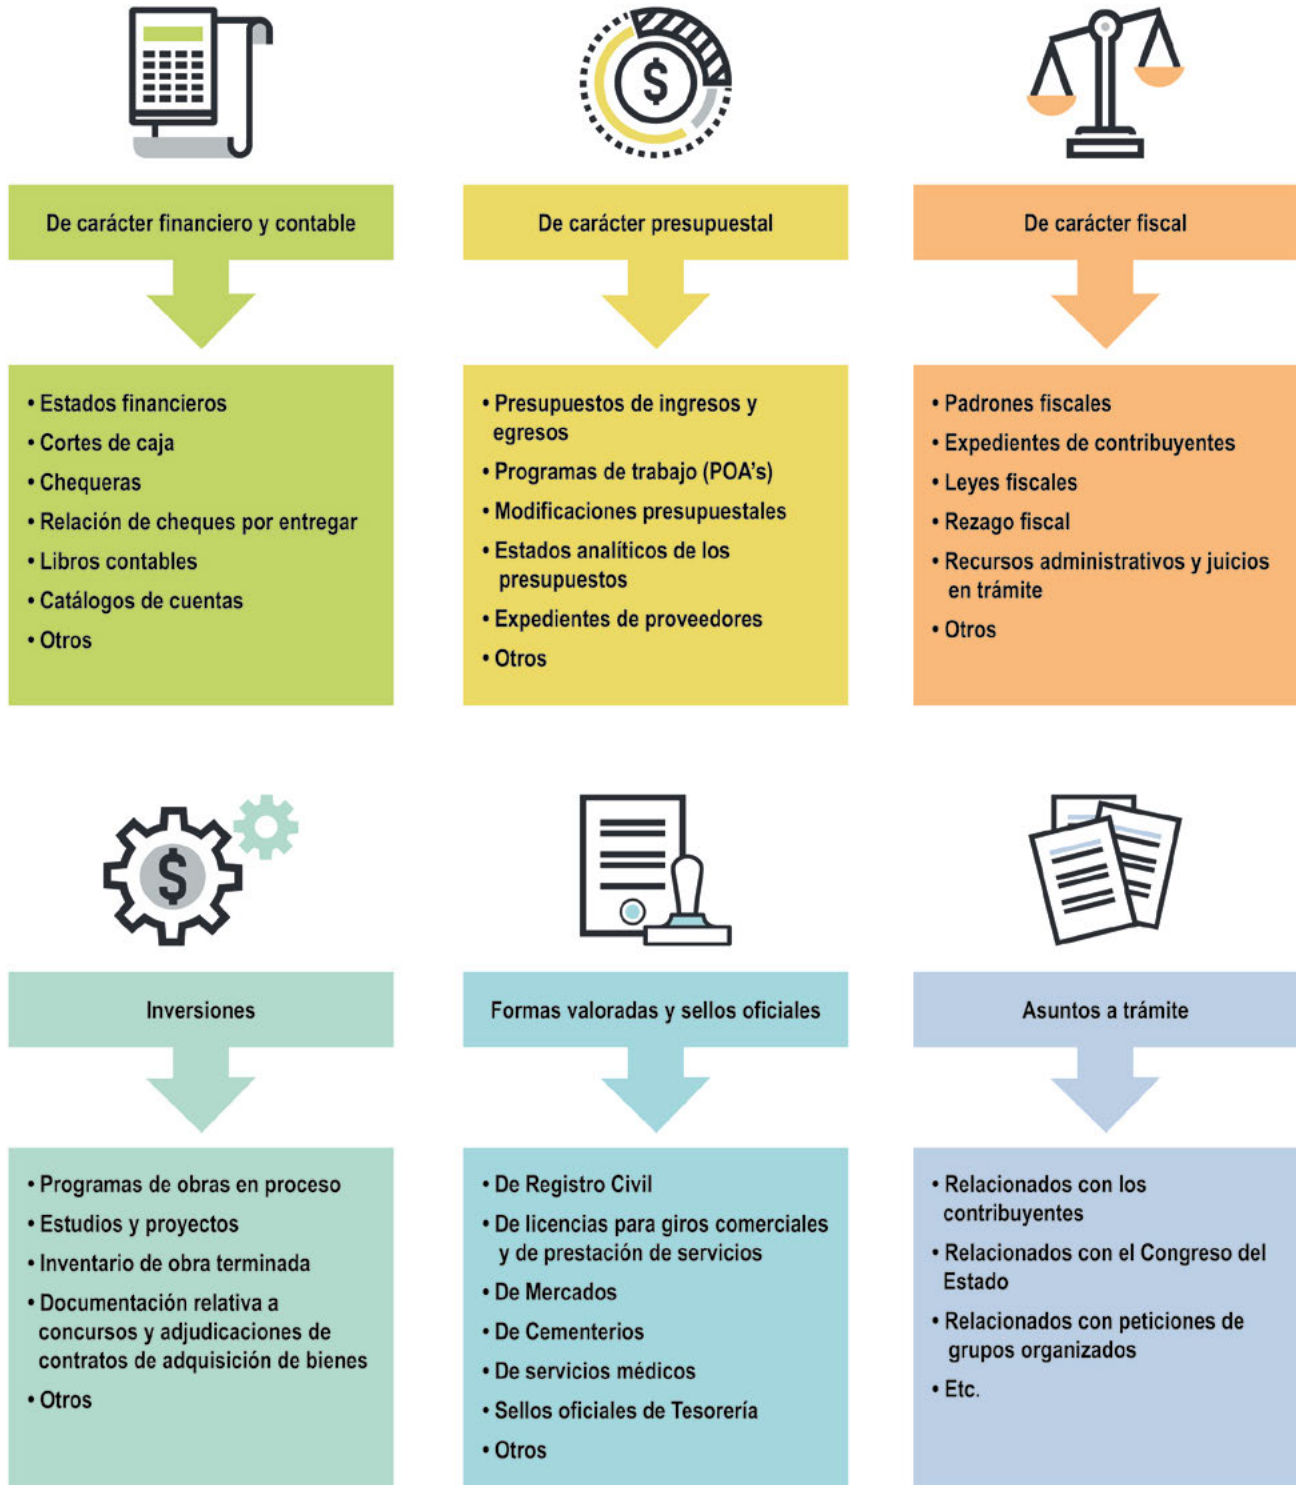 $
De carácter financiero y contable
De carácter presupuestal
De carácter fiscal
• Estados financieros
• Cortes de caja
• Chequeras
• Relación de cheques por entregar
• Libros contables
• Catálogos de cuentas
• Otros
• Presupuestos de ingresos y
egresos
• Programas de trabajo (POA's)
• Modificaciones presupuestales
• Estados analíticos de los
presupuestos
• Expedientes de proveedores
• Otros
• Padrones fiscales
• Expedientes de contribuyentes
• Leyes fiscales
• Rezago fiscal
• Recursos administrativos y juicios
en trámite
• Otros
$
Inversiones
Formas valoradas y sellos oficiales
Asuntos a trámite
• Programas de obras en proceso
• Estudios y proyectos
• Inventario de obra terminada
• Documentación relativa a
concursos y adjudicaciones de
contratos de adquisición de bienes
• Otros
• De Registro Civil
• De licencias para giros comerciales
y de prestación de servicios
• De Mercados
• De Cementerios
• De servicios médicos
• Sellos oficiales de Tesorería
• Otros
• Relacionados con los
contribuyentes
• Relacionados con el Congreso del
Estado
• Relacionados con peticiones de
grupos organizados
• Etc.